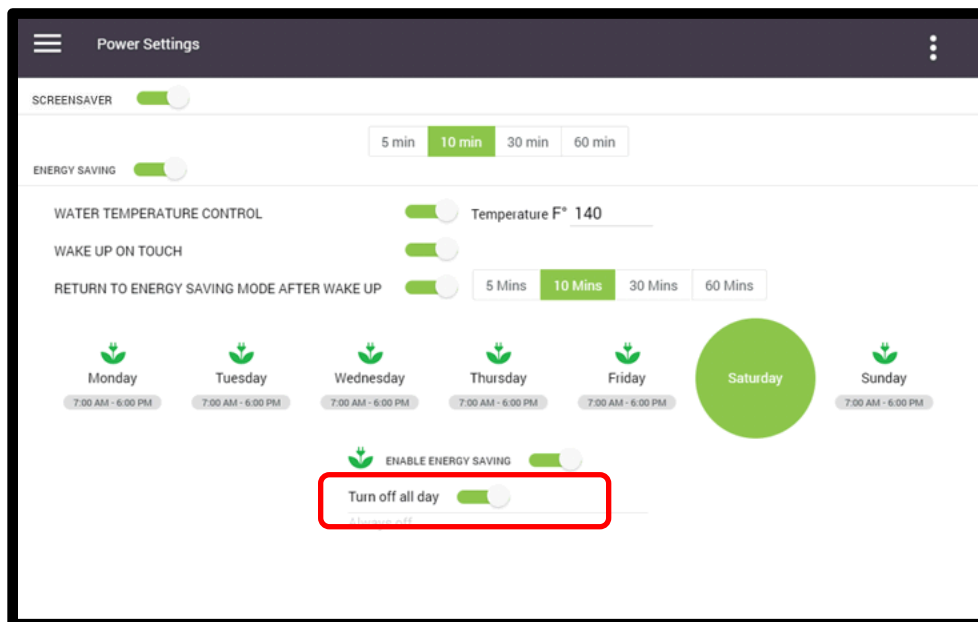 Power Settings
SCREENSAVER
5 min 10 min 30 min 60 min
ENERGY SAVING
WATER TEMPERATURE CONTROL Temperature F° 140
WAKE UP ON TOUCH
RETURN TO ENERGY SAVING MODE AFTER WAKE UP 5 Mins 10 Mins 30 Mins 60 Mins
Monday Tuesday Wednesday Thursday Friday Saturday Sunday
7:00 AM - 6:00 PM 7:00 AM - 6:00 PM 7:00 AM - 6:00 PM 7:00 AM - 6:00 PM 7:00 AM - 6:00 PM 7:00 AM - 6:00 PM
ENABLE ENERGY SAVING
Turn off all day
Always off